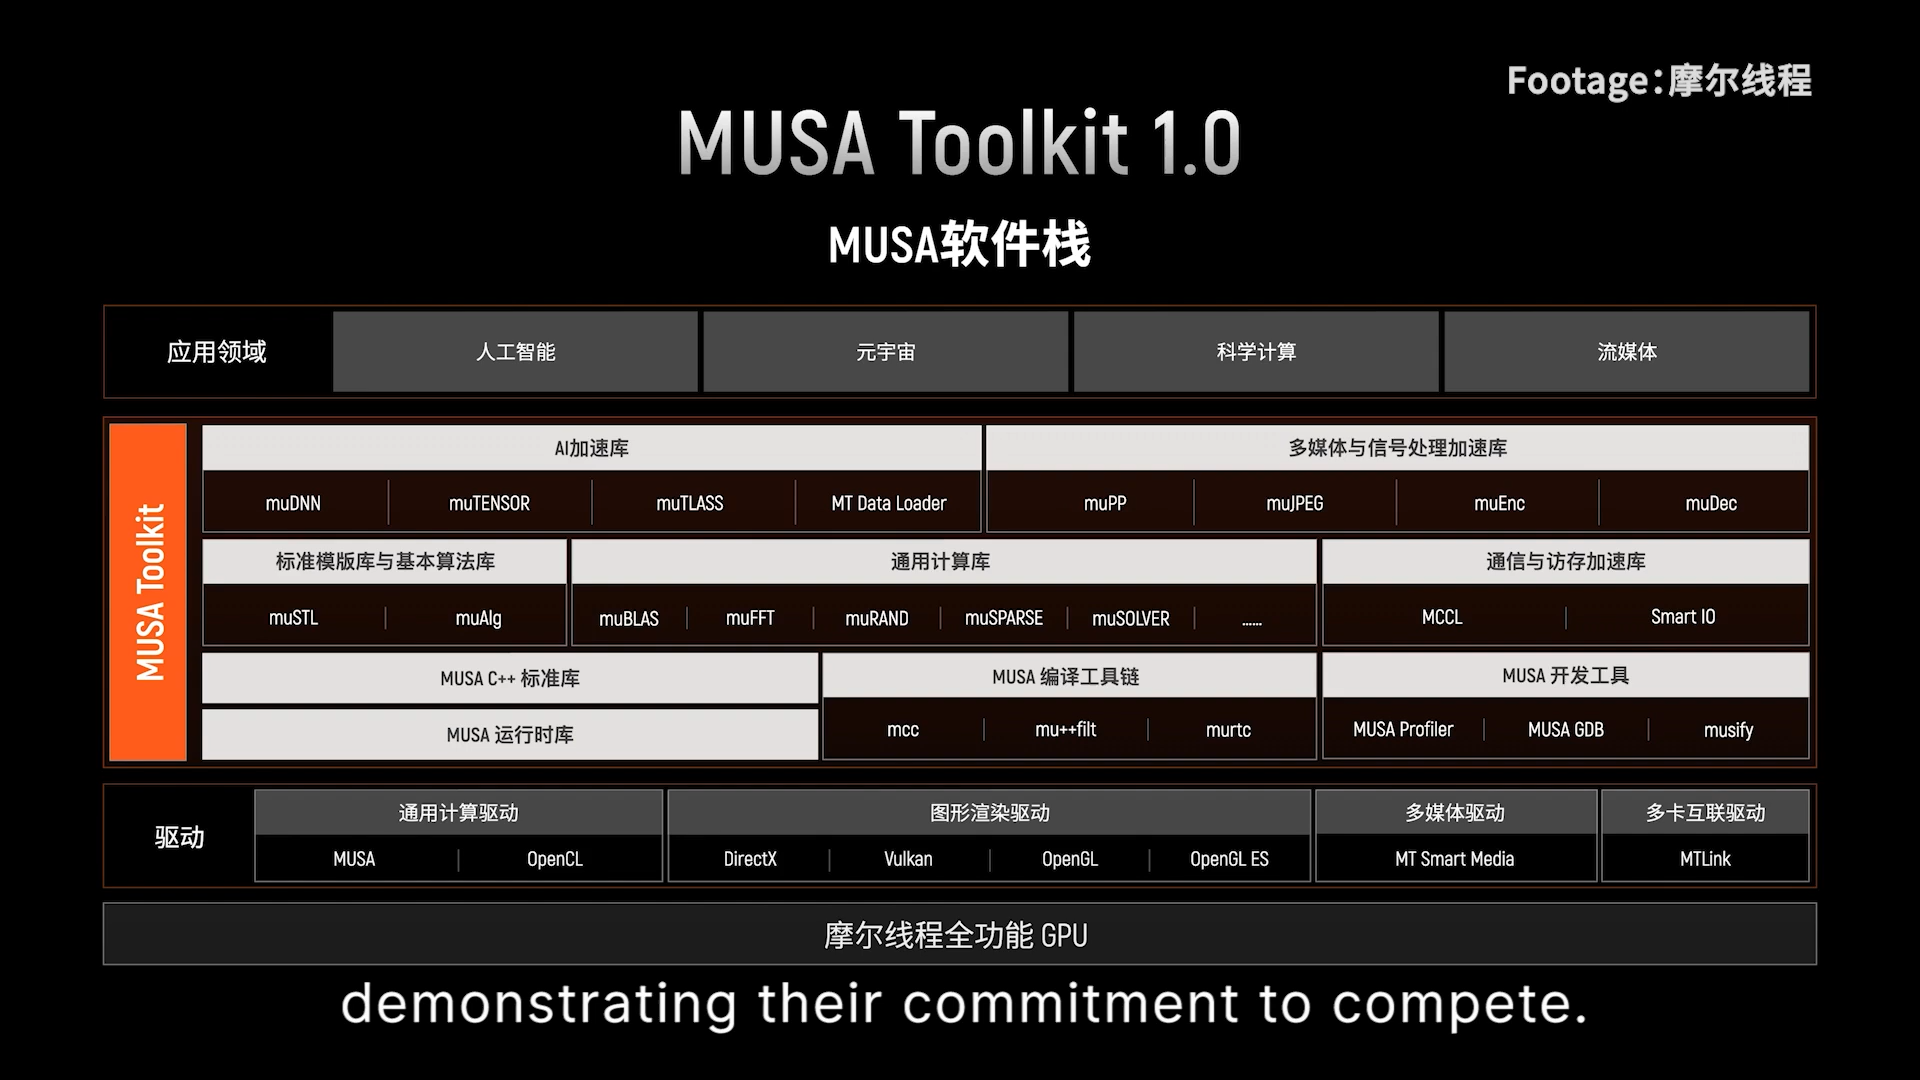 Footage:摩尔线程
MUSA Toolkit 1.0
MUSA软件栈
应用领域
人工智能
元宇宙
科学计算
流媒体
MUSA Toolkit
AI加速库
多媒体与信号处理加速库
muDNN
muTENSOR
muTLASS
MT Data Loader
muPP
muJPEG
muEnc
muDec
标准模版库与基本算法库
通用计算库
通信与访存加速库
muSTL
muAlg
muBLAS
muFFT
muRAND
muSPARSE
muSOLVER
......
MCCL
Smart IO
MUSA C++ 标准库
MUSA 运行时库
MUSA 编译工具链
mcc
mu++filt
murtc
MUSA 开发工具
MUSA Profiler
MUSA GDB
musify
驱动
通用计算驱动
MUSA
OpenCL
图形渲染驱动
DirectX
Vulkan
OpenGL
OpenGL ES
多媒体驱动
MT Smart Media
多卡互联驱动
MTLink
摩尔线程全功能 GPU
demonstrating their commitment to compete.